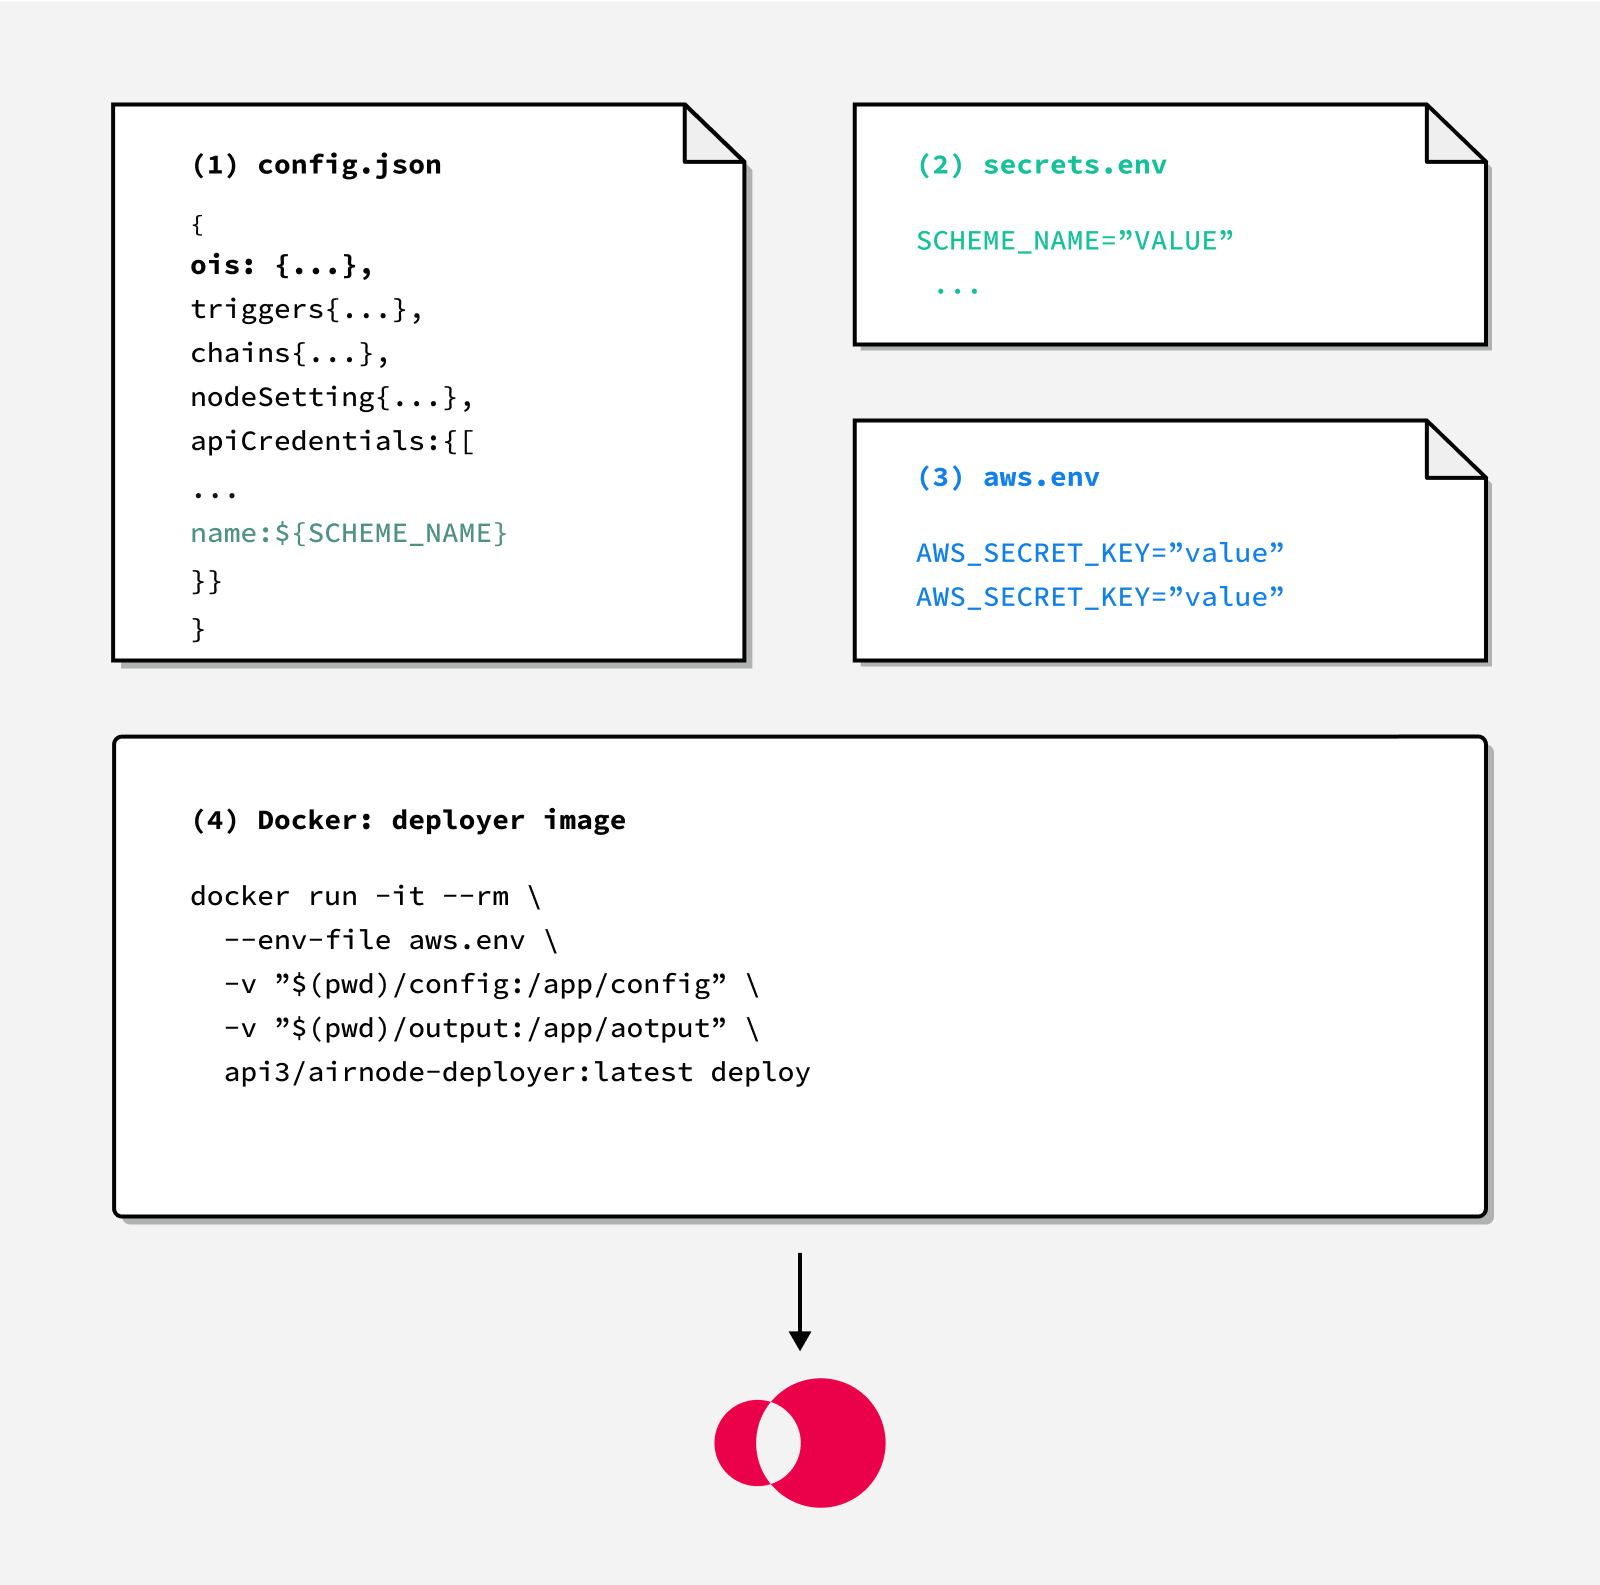 (1) config.json
{
ois: {...},
triggers{...},
chains{...},
nodeSetting{...},
apiCredentials:{[
...
name:${SCHEME_NAME}
}}
}
(2) secrets.env
SCHEME_NAME=”VALUE”
...
(3) aws.env
AWS_SECRET_KEY=”value”
AWS_SECRET_KEY=”value”
(4) Docker: deployer image
docker run -it --rm \
--env-file aws.env \
-v ”$(pwd)/config:/app/config” \
-v ”$(pwd)/output:/app/aotput” \
api3/airnode-deployer:latest deploy